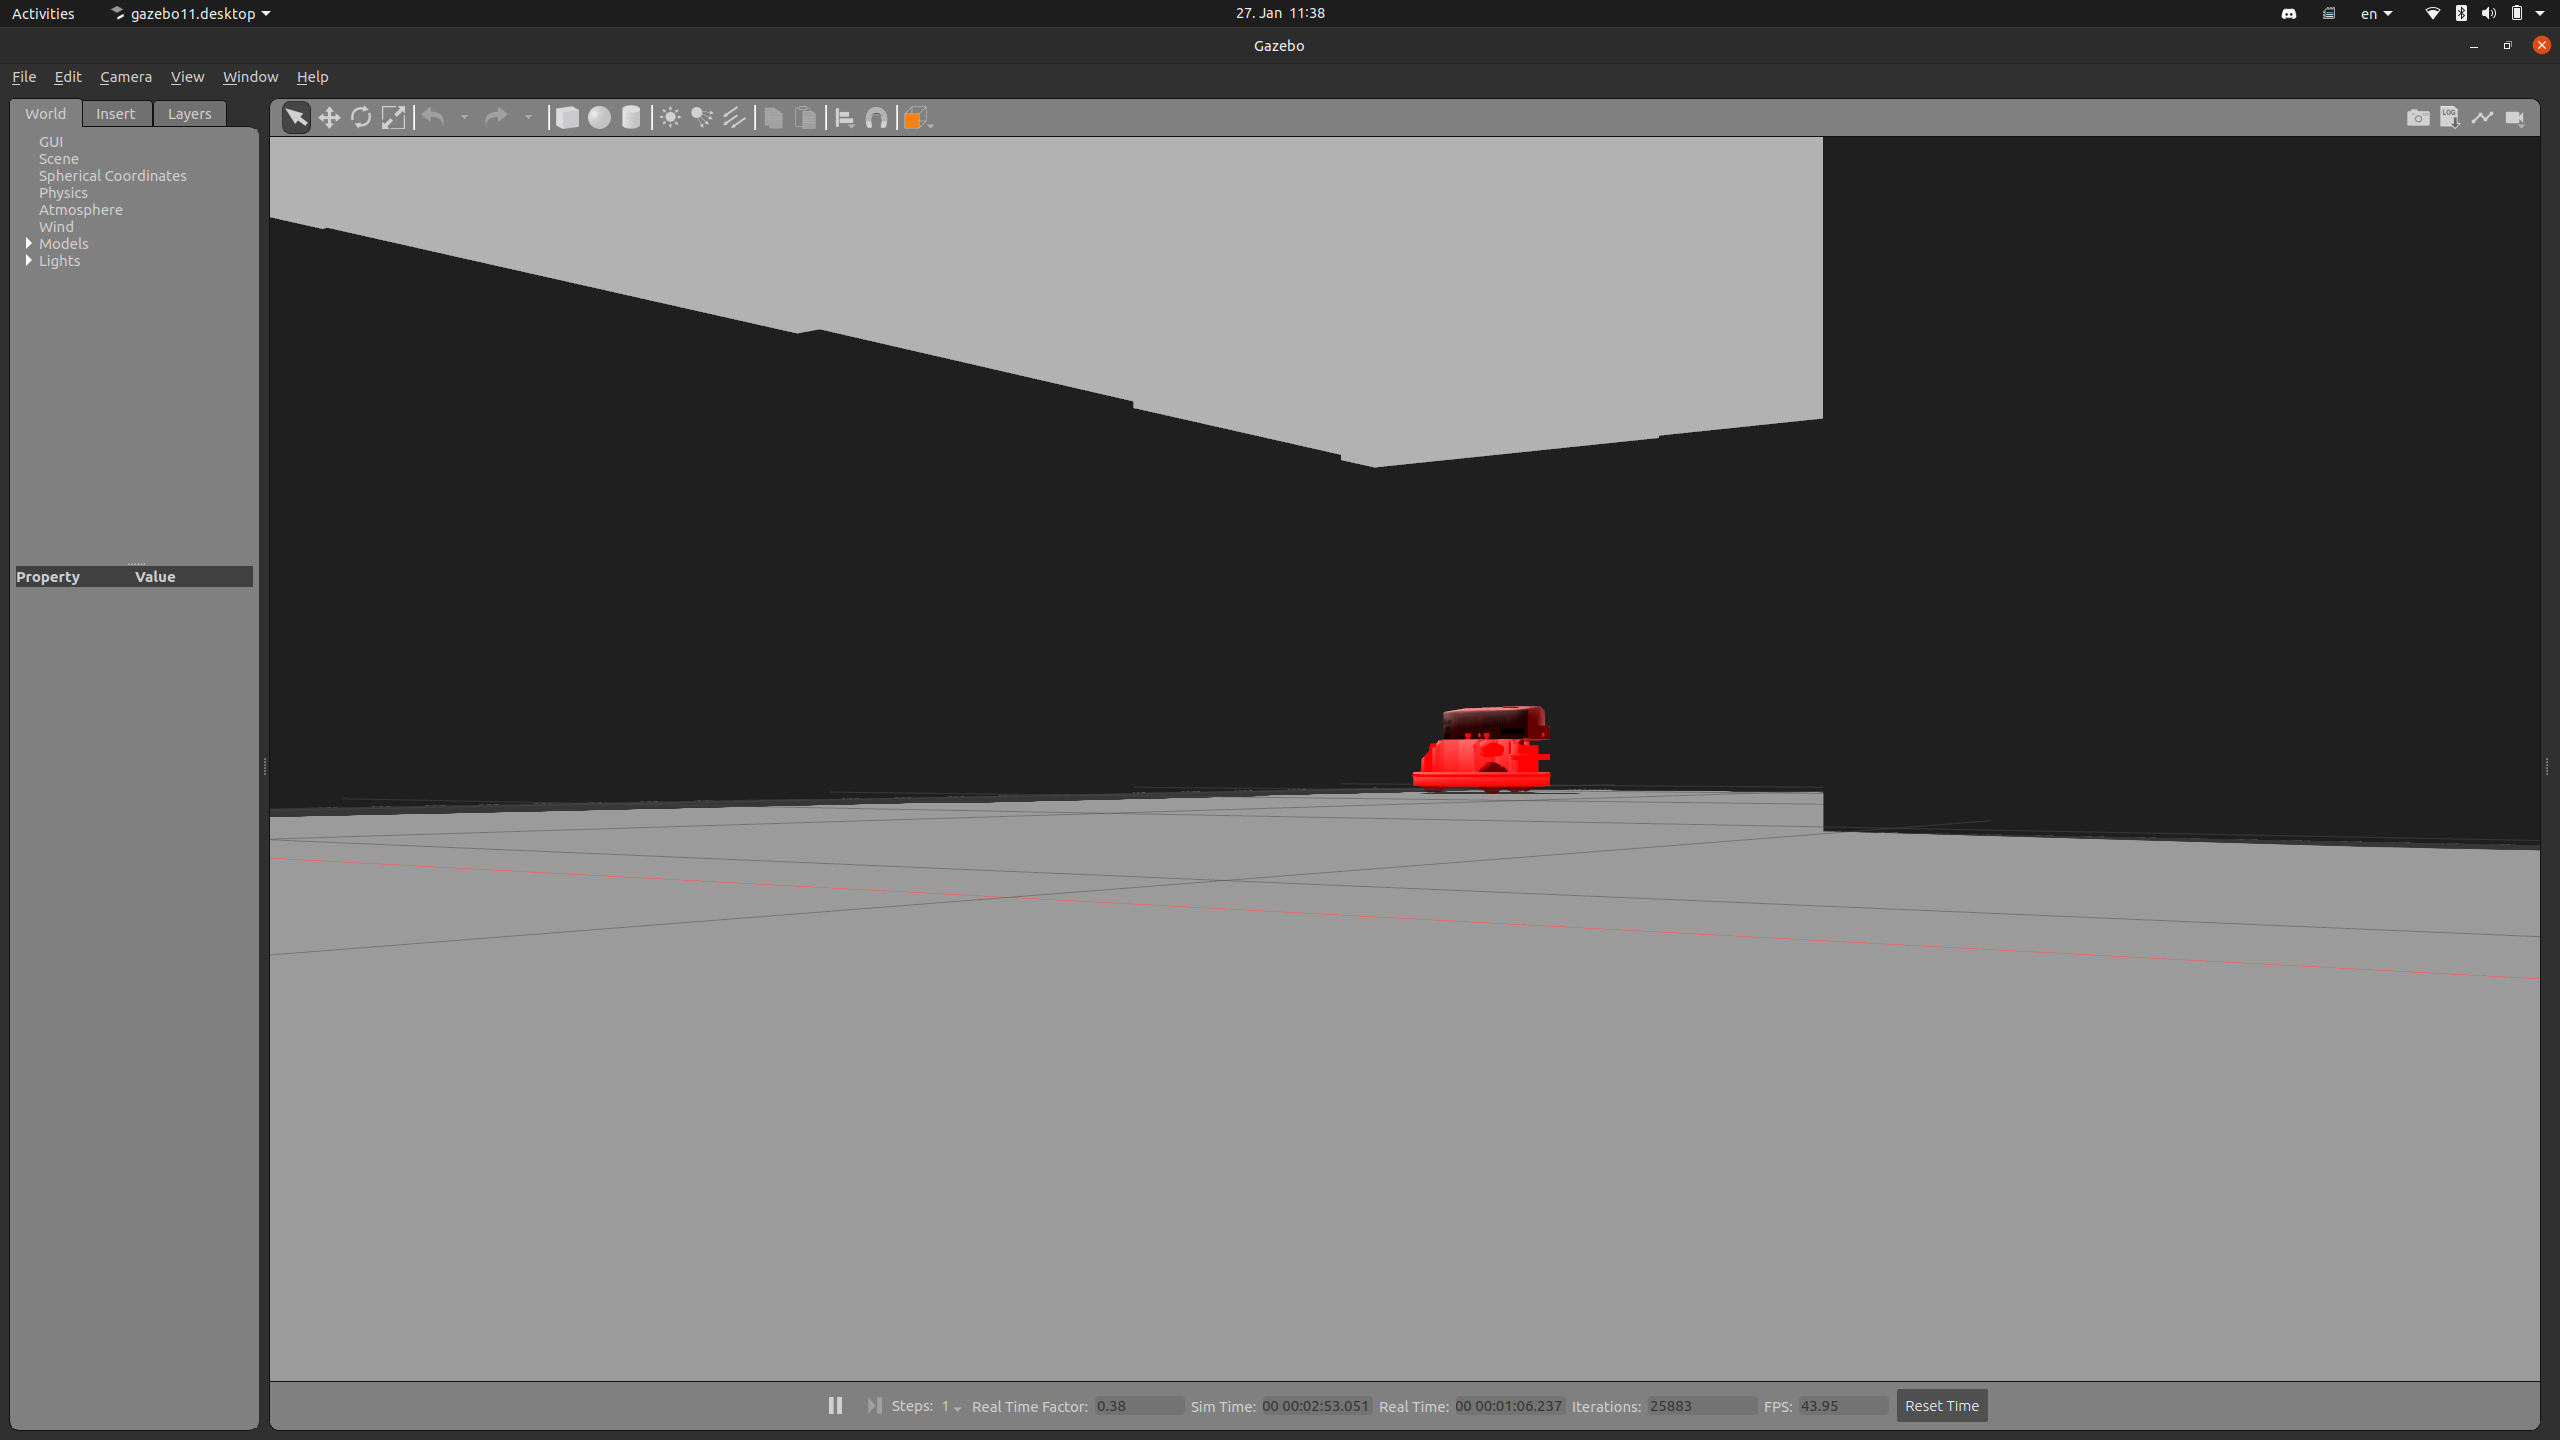 Activities gazebo11.desktop 27. Jan 11:38 en
Gazebo
File Edit Camera View Window Help
World Insert Layers
LOG
GUI
Scene
Spherical Coordinates
Physics
Atmosphere
Wind
Models
Lights
Property Value
Steps: 1 Real Time Factor: 0.38 Sim Time: 00 00:02:53.051 Real Time: 00 00:01:06.237 Iterations: 25883 FPS: 43.95 Reset Time